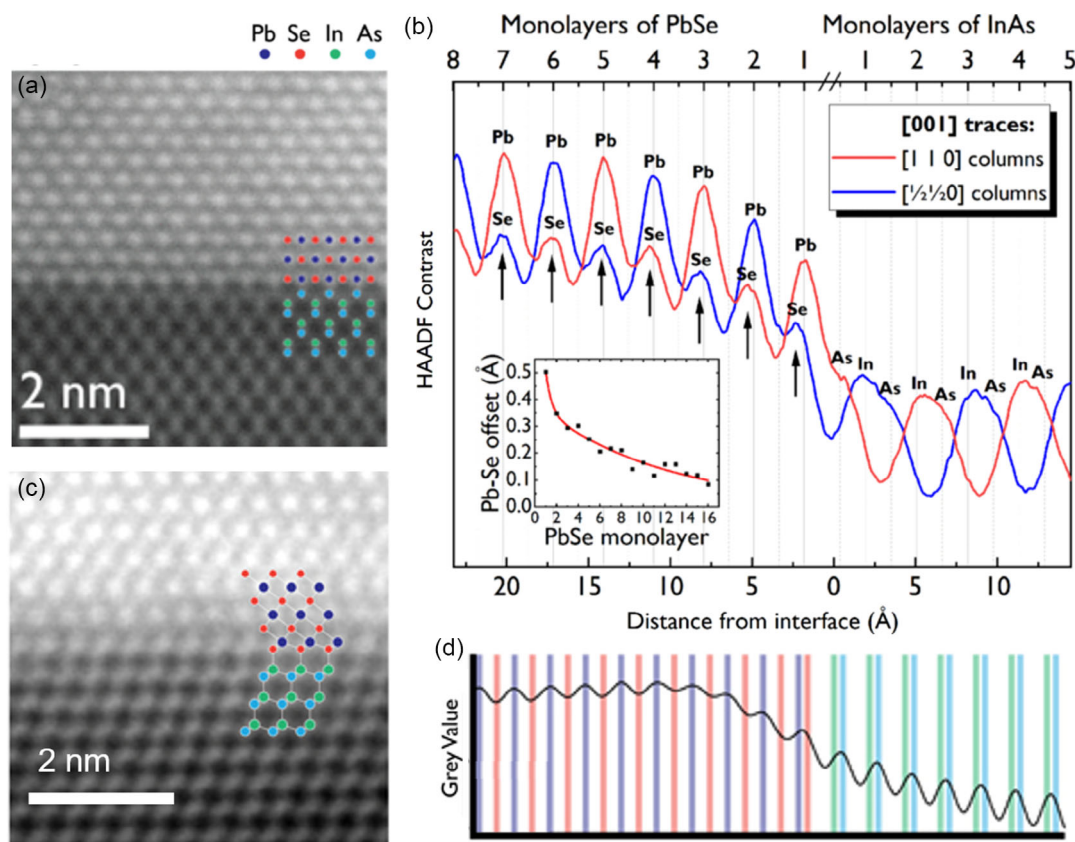 Pb Se In As
(a)
2 nm
(b)
Monolayers of PbSe Monolayers of InAs
8 7 6 5 4 3 2 1 1 2 3 4 5
[001] traces:
[1 1 0] columns
[½½0] columns
Pb Pb Pb Pb Pb Pb Pb
Se Se Se Se Se Se Se
As In As In As In As In As
HAADF Contrast
Pb-Se offset (Å)
0.5
0.4
0.3
0.2
0.1
0.0
0 2 4 6 8 10 12 14 16
PbSe monolayer
20 15 10 5 0 5 10
Distance from interface (Å)
(c)
2 nm
(d)
Grey Value